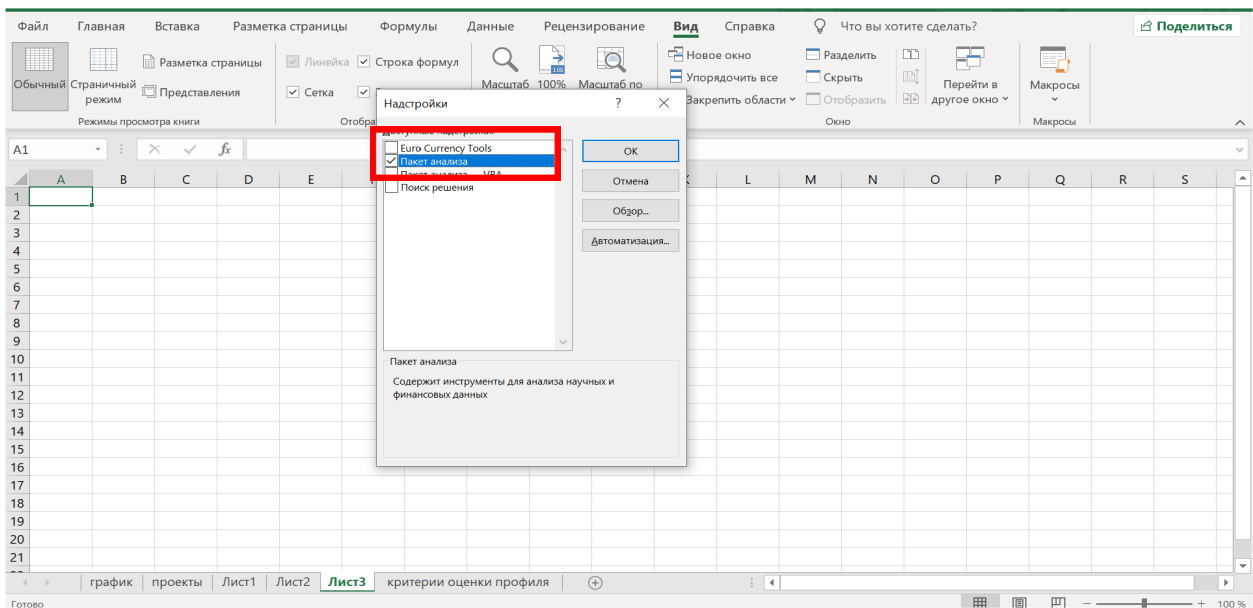 Файл Главная Вставка Разметка страницы Формулы Данные Рецензирование Вид Справка Что вы хотите сделать? Поделиться
Обычный
Страничный режим
Разметка страницы
Представления
Режимы просмотра книги
Линейка
Строка формул
Сетка
Отобра
Масштаб
100
100%
Масштаб по
Новое окно
Упорядочить все
Закрепить области
Разделить
Скрыть
Отобразить
Перейти в
другое окно
Окно
Макросы
Макросы
A1
fx
A B C D E L M N O P Q R S
1
2
3
4
5
6
7
8
9
10
11
12
13
14
15
16
17
18
19
20
21
Надстройки ?
Euro Currency Tools
Пакет анализа
Пакет анализа VBA
Поиск решения
ОК
Отмена
Обзор...
Автоматизация...
Пакет анализа
Содержит инструменты для анализа научных и
финансовых данных
график проекты Лист1 Лист2 Лист3 критерии оценки профиля
Готово
100 %